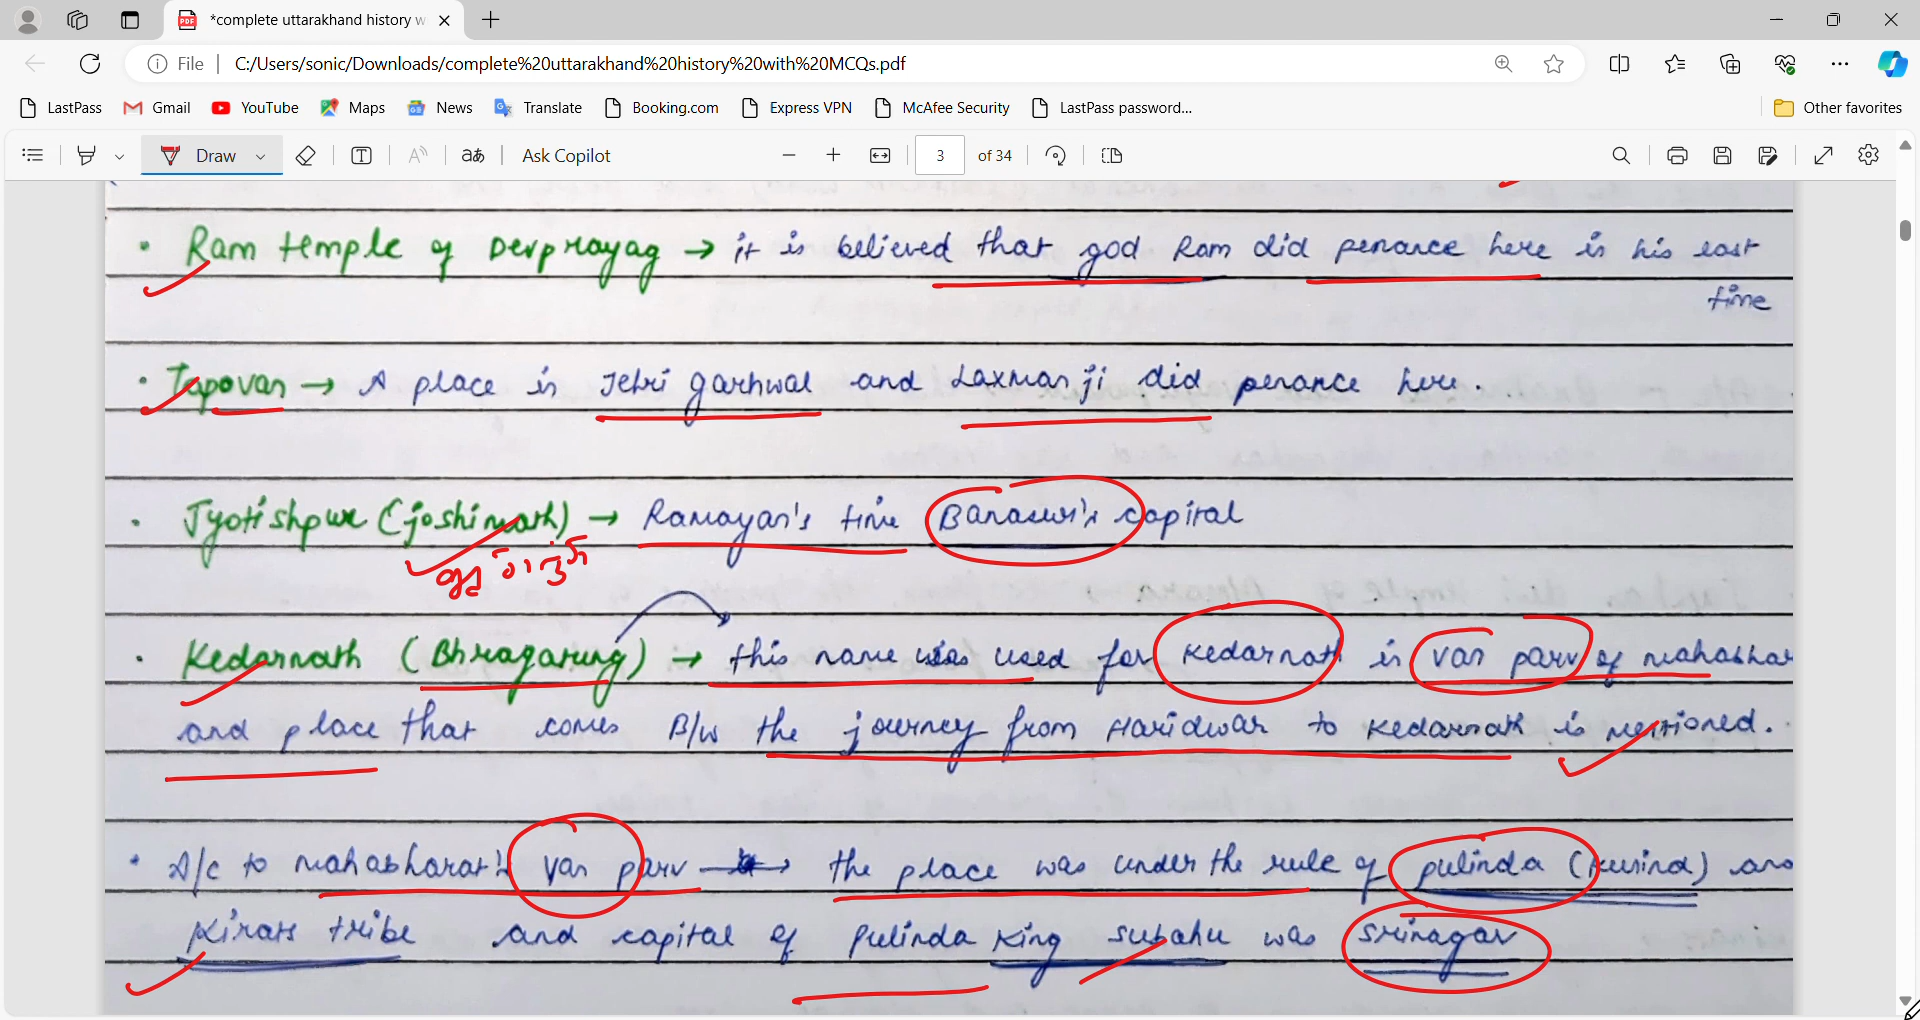 *complete uttarakhand history w
File
C:/Users/sonic/Downloads/complete%20uttarakhand%20history%20with%20MCQs.pdf
LastPass Gmail YouTube Maps News Translate Booking.com Express VPN McAfee Security LastPass password... Other favorites
Draw Ask Copilot 3 of 34
• Ram temple of Devprayag → it is believed that god Ram did penance here in his last
time
• Tapovan → A place in Tehri garhwal and Laxman ji did penance here.
• Jyotishpur (joshimath) → Ramayan's time Banasur's capital
• Kedarnath (Bhragatung) → this name was used for Kedarnath in van parv of mahabhar
and place that comes B/w the journey from Haridwar to Kedarnath is mentioned.
• A/c to mahabharat's van parv → the place was under the rule of pulinda (kunind) and
Kirats tribe and capital of pulinda King subahu was srinagar